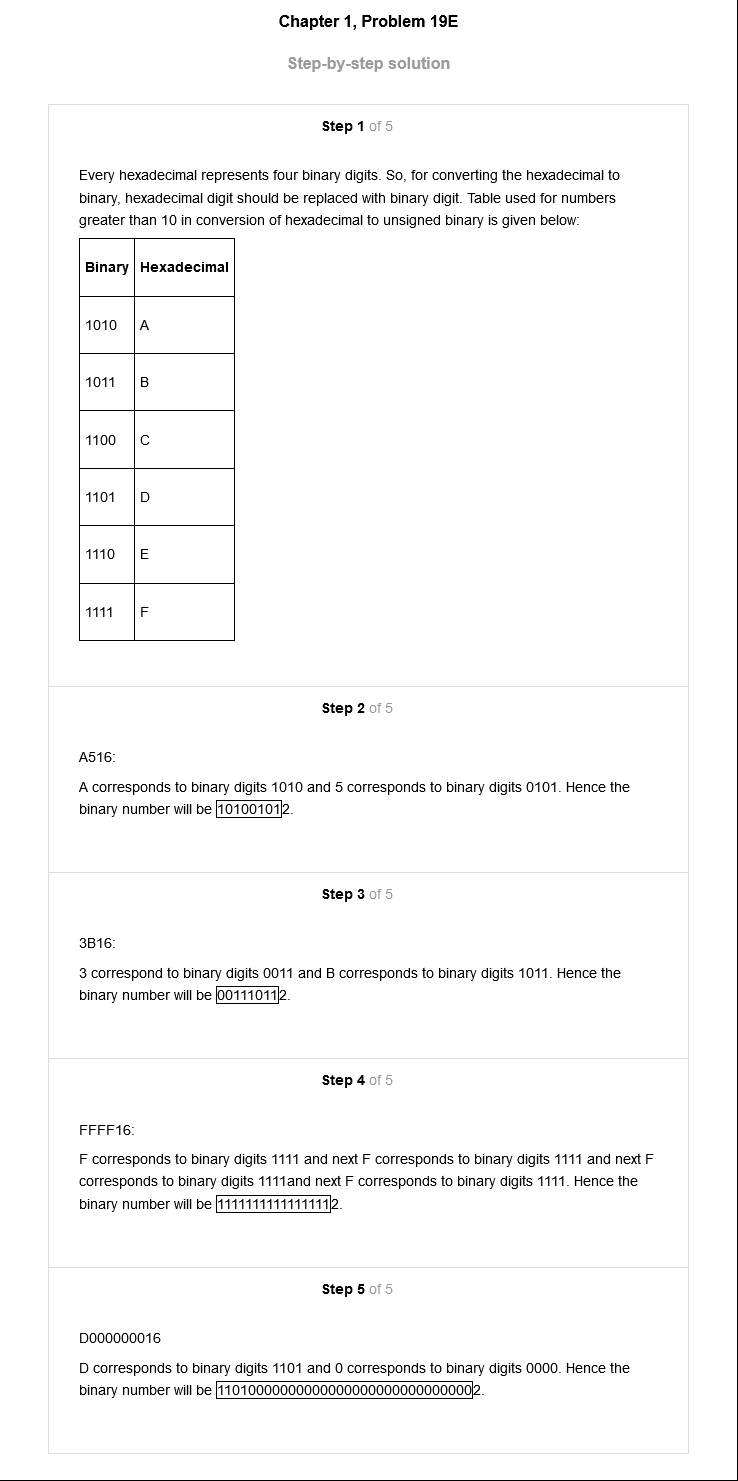 Chapter 1, Problem 19E
Step-by-step solution
Step 1 of 5
Every hexadecimal represents four binary digits. So, for converting the hexadecimal to
binary, hexadecimal digit should be replaced with binary digit. Table used for numbers
greater than 10 in conversion of hexadecimal to unsigned binary is given below:
Binary Hexadecimal
1010 A
1011 B
1100 C
1101 D
1110 E
1111 F
Step 2 of 5
A516:
A corresponds to binary digits 1010 and 5 corresponds to binary digits 0101. Hence the
binary number will be 101001012.
Step 3 of 5
3B16:
3 correspond to binary digits 0011 and B corresponds to binary digits 1011. Hence the
binary number will be 001110112.
Step 4 of 5
FFFF16:
F corresponds to binary digits 1111 and next F corresponds to binary digits 1111 and next F
corresponds to binary digits 1111and next F corresponds to binary digits 1111. Hence the
binary number will be 11111111111111112.
Step 5 of 5
D000000016
D corresponds to binary digits 1101 and 0 corresponds to binary digits 0000. Hence the
binary number will be 110100000000000000000000000000002.